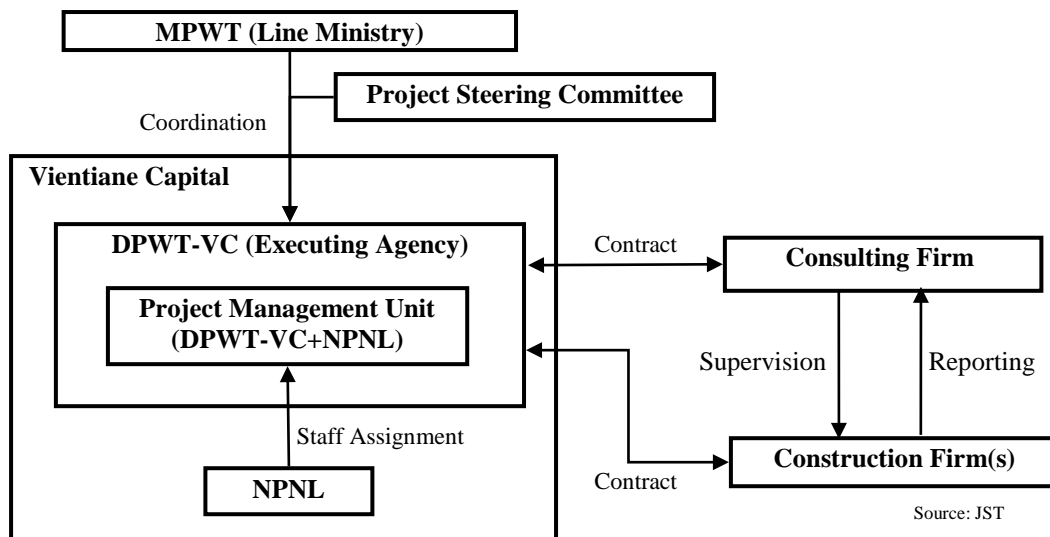 MPWT (Line Ministry)
Project Steering Committee
Coordination
Vientiane Capital
DPWT-VC (Executing Agency)
Contract
Consulting Firm
Project Management Unit
(DPWT-VC+NPNL)
Supervision
Reporting
Staff Assignment
Construction Firm(s)
NPNL
Contract
Source: JST